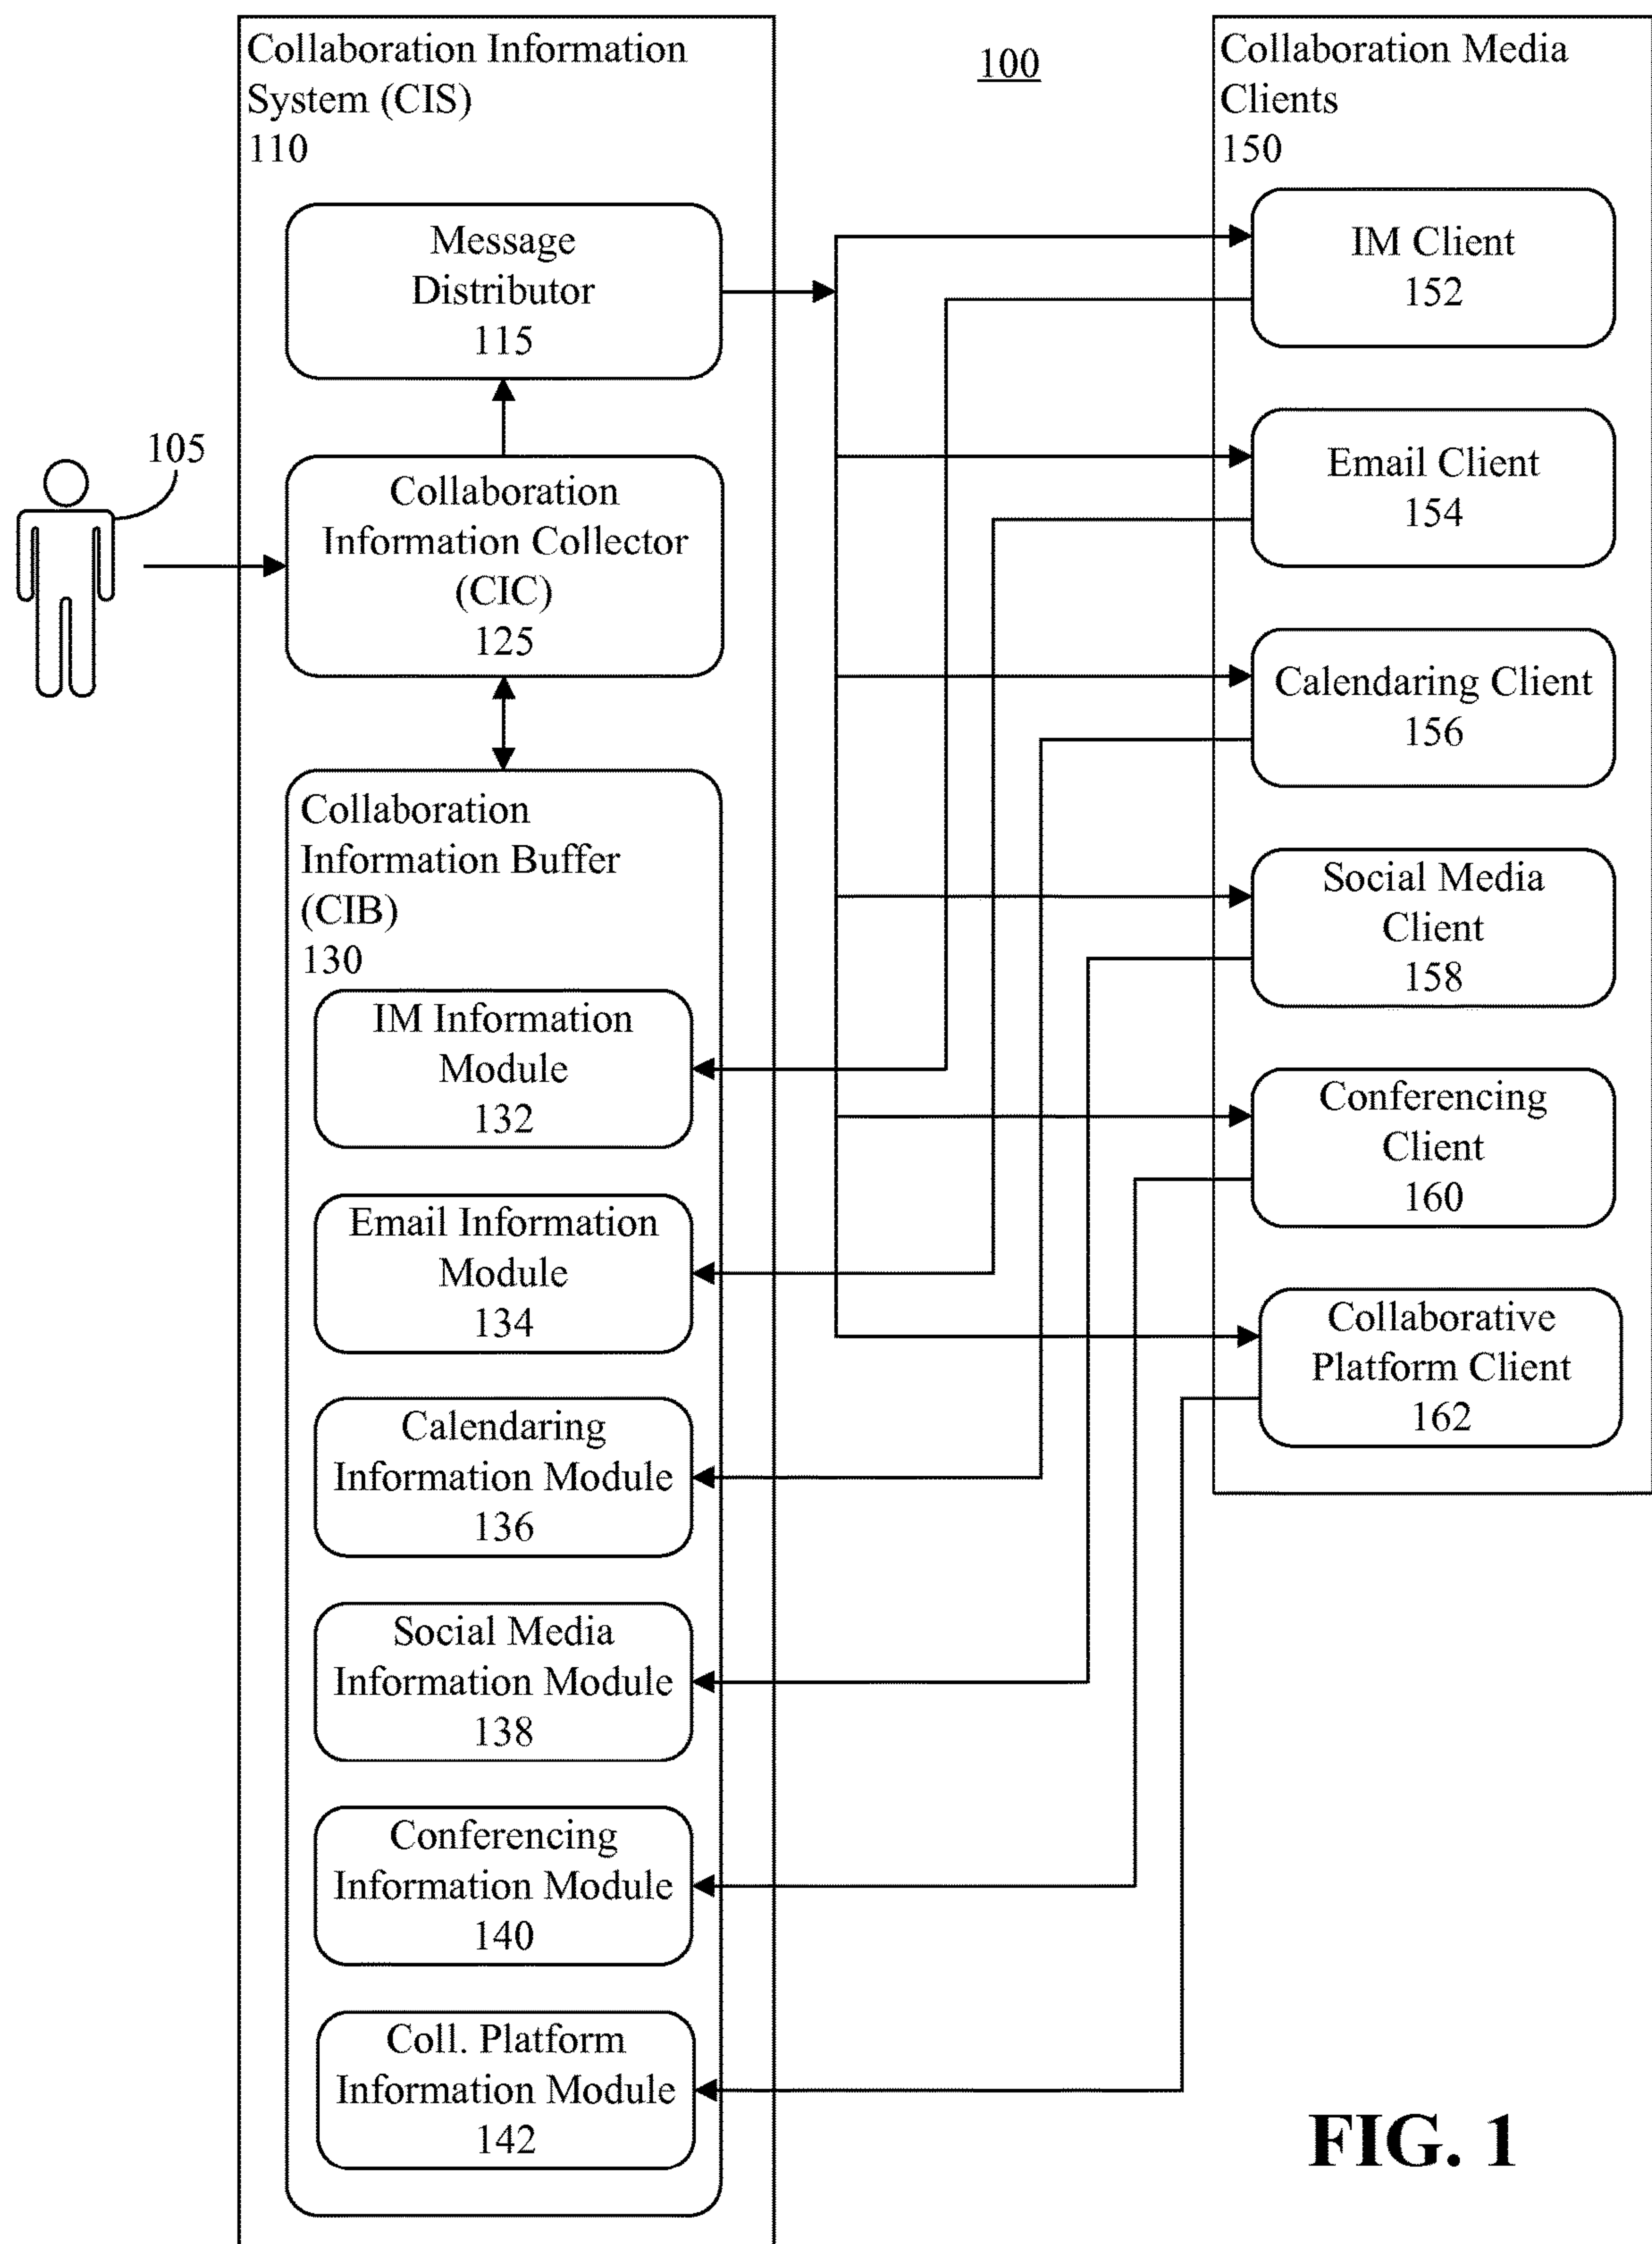 Collaboration Information
System (CIS)
110
100
Collaboration Media
Clients
150
Message
Distributor
115
IM Client
152
105
Collaboration
Information Collector
(CIC)
125
Email Client
154
Calendaring Client
156
Collaboration
Information Buffer
(CIB)
130
Social Media
Client
158
IM Information
Module
132
Conferencing
Client
160
Email Information
Module
134
Collaborative
Platform Client
162
Calendaring
Information Module
136
Social Media
Information Module
138
Conferencing
Information Module
140
Coll. Platform
Information Module
142
FIG. 1